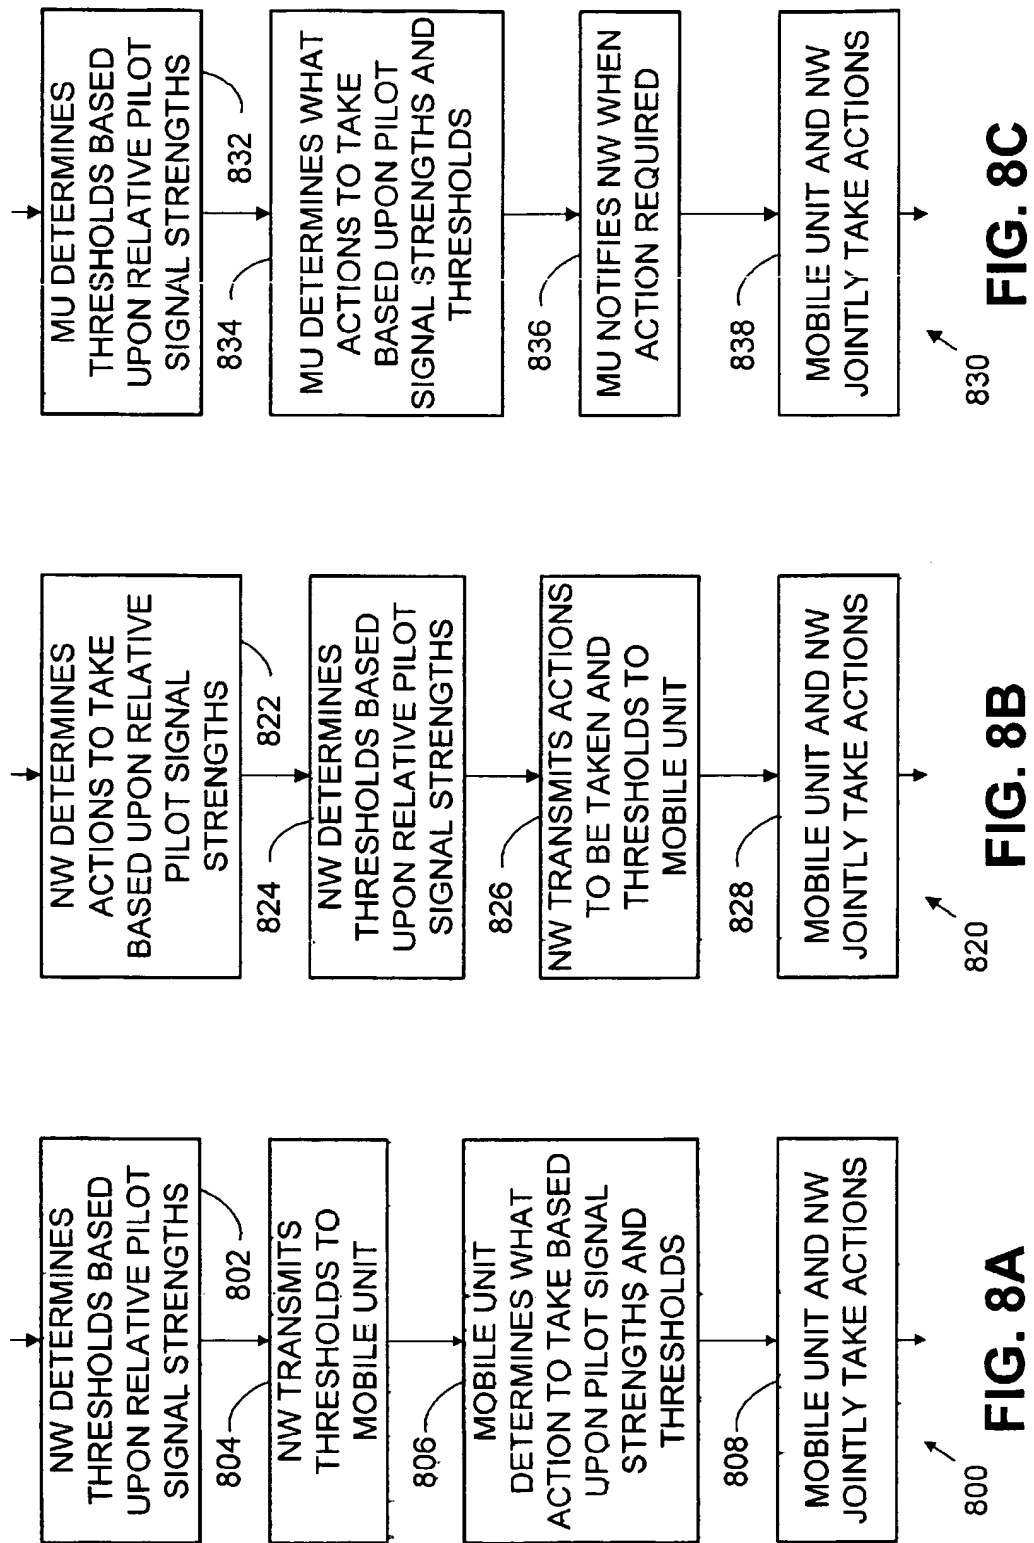 NW DETERMINES
THRESHOLDS BASED
UPON RELATIVE PILOT
SIGNAL STRENGTHS
802
804
NW TRANSMITS
THRESHOLDS TO
MOBILE UNIT
806
MOBILE UNIT
DETERMINES WHAT
ACTION TO TAKE BASED
UPON PILOT SIGNAL
STRENGTHS AND
THRESHOLDS
808
MOBILE UNIT AND NW
JOINTLY TAKE ACTIONS
800
FIG. 8A
NW DETERMINES
ACTIONS TO TAKE
BASED UPON RELATIVE
PILOT SIGNAL
STRENGTHS
822
824
NW DETERMINES
THRESHOLDS BASED
UPON RELATIVE PILOT
SIGNAL STRENGTHS
826
NW TRANSMITS ACTIONS
TO BE TAKEN AND
THRESHOLDS TO
MOBILE UNIT
828
MOBILE UNIT AND NW
JOINTLY TAKE ACTIONS
820
FIG. 8B
MU DETERMINES
THRESHOLDS BASED
UPON RELATIVE PILOT
SIGNAL STRENGTHS
832
834
MU DETERMINES WHAT
ACTIONS TO TAKE
BASED UPON PILOT
SIGNAL STRENGTHS AND
THRESHOLDS
836
MU NOTIFIES NW WHEN
ACTION REQUIRED
838
MOBILE UNIT AND NW
JOINTLY TAKE ACTIONS
830
FIG. 8C